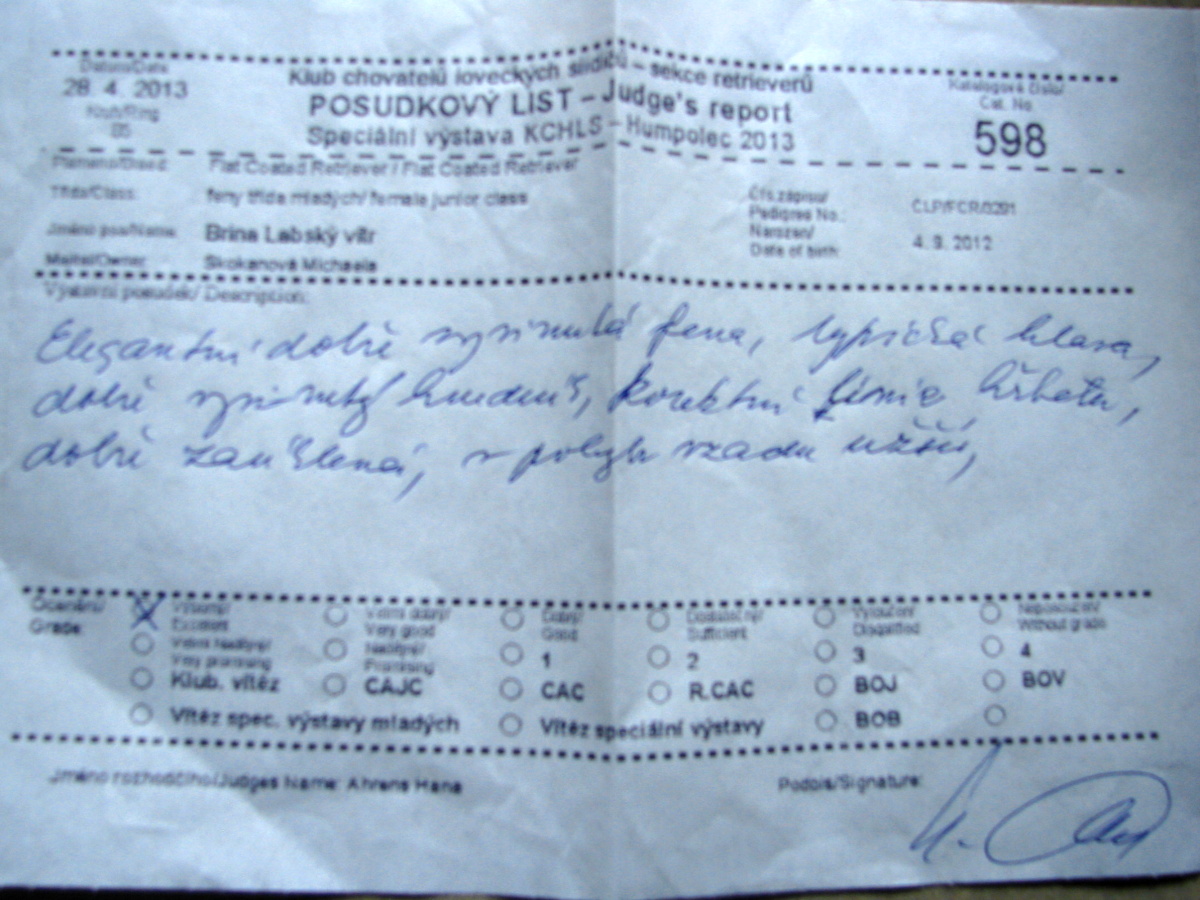 Datum/Date
28. 4. 2013
Kruh/Ring
Klub chovatelů loveckých slídičů – sekce retrieverů
POSUDKOVÝ LIST – Judge's report
Speciální výstava KCHLS – Humpolec 2013
Katalogové číslo/
Cat. No
598
Plemeno/Breed: Flat Coated Retriever / Flat Coated Retriever
Třída/Class: feny třída mladých/ female junior class
Jméno psa/Name: Brina Labský vítr
Majitel/Owner: Skokanová Michaela
Čís.zápisu/
Pedigree No.: ČLP/FCR/3291
Narozen/
Date of birth: 4. 9. 2012
Výstavní posudek/ Description:
Elegantní dobře vyvinutá fena, typická hlava,
dobře vyvinutý hrudník, korektní linie hřbetu,
dobře zaúhlená, v pohybu vzadu užší,
Ocenění/ Výborný/ Velmi dobrý/ Dobrý/ Dostatečný/ Vyloučen/ Neposouzen/
Grade: Excellent Very good Good Sufficient Disqalified Without grade
Velmi Nadějný/ Nadějný/ 1 2 3 4
Very promising Promising
Klub. vítěz CAJC CAC R.CAC BOJ BOV
Vítěz spec. výstavy mladých Vítěz speciální výstavy BOB
Jméno rozhodčího/Judges Name: Ahrens Hana Podpis/Signature: